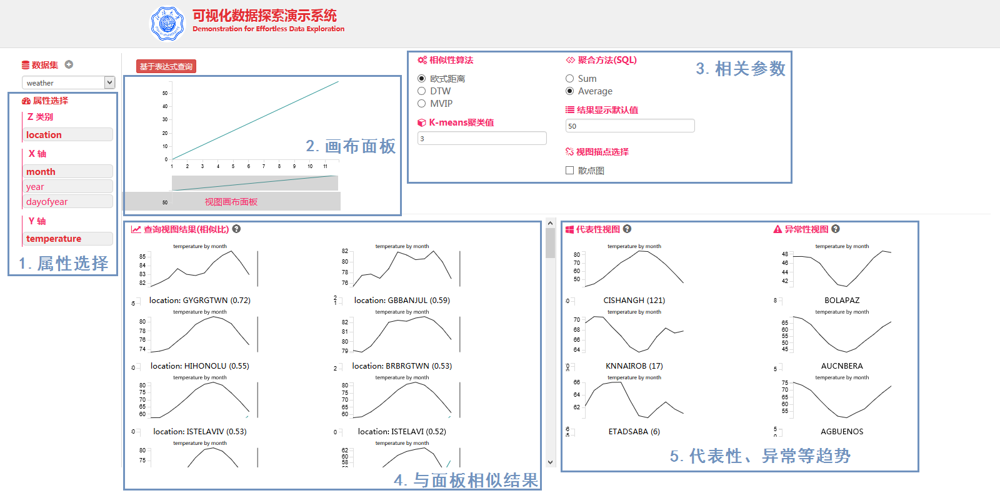 可视化数据探索演示系统
Demonstration for Effortless Data Exploration
数据集
weather
属性选择
Z 类别
location
X 轴
month
year
dayofyear
Y 轴
temperature
1. 属性选择
基于表达式查询
50
40
30
20
10
0
1 2 3 4 5 6 7 8 9 10 11
2. 画布面板
50
视图画布面板
相似性算法
欧式距离
DTW
MVIP
K-means聚类值
3
聚合方法(SQL)
Sum
Average
结果显示默认值
50
视图描点选择
散点图
3. 相关参数
查询视图结果(相似比)
temperature by month
85
84
83
82
location: GYGRGTWN (0.72)
temperature by month
82
80
78
76
location: GBBANJUL (0.59)
temperature by month
80
78
76
74
location: HIHONOLU (0.55)
temperature by month
82
81
80
79
location: BRBRGTWN (0.53)
temperature by month
80
75
70
65
60
location: ISTELAVIV (0.53)
temperature by month
80
75
70
65
60
location: ISTELAVI (0.52)
temperature by month
80
75
temperature by month
62
60
58
4. 与面板相似结果
代表性视图
temperature by month
80
70
60
50
CISHANGH (121)
temperature by month
70
68
66
64
KNNAIROB (17)
temperature by month
66
64
62
ETADSABA (6)
异常性视图
temperature by month
48
46
44
42
BOLAPAZ
temperature by month
65
60
55
50
45
AUCNBERA
temperature by month
75
70
65
60
55
AGBUENOS
5. 代表性、异常等趋势